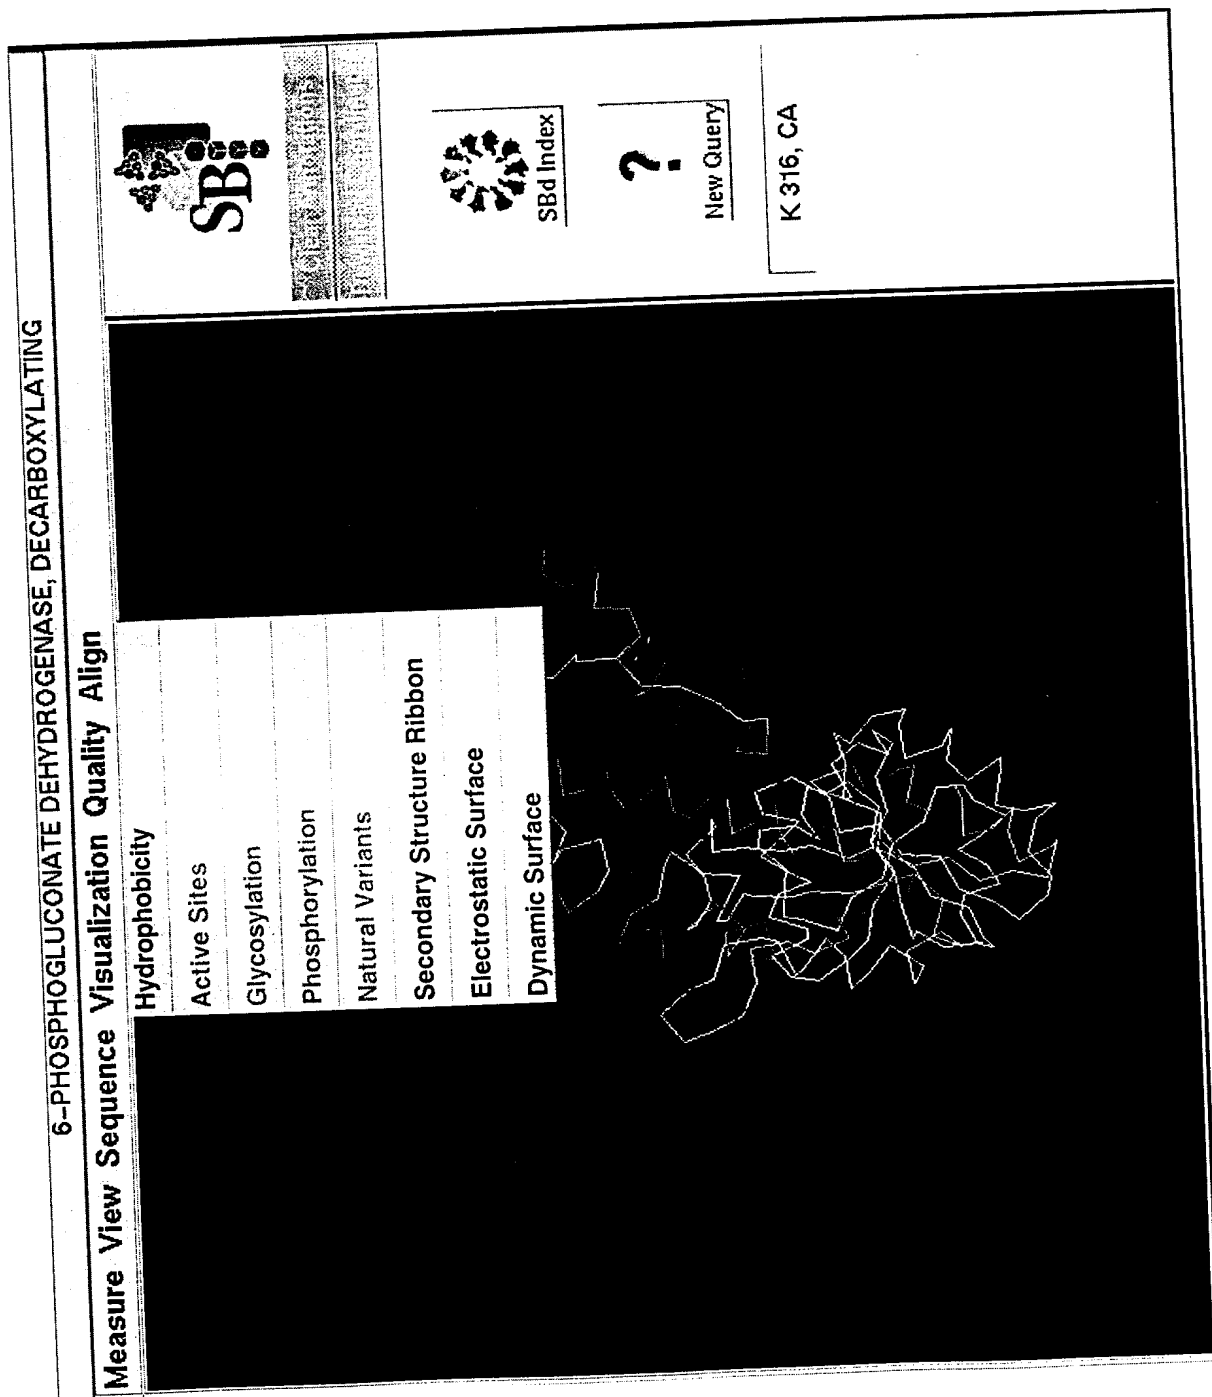 6-PHOSPHOGLUCONATE DEHYDROGENASE, DECARBOXYLATING
Measure View Sequence Visualization Quality Align
Hydrophobicity
Active Sites
Glycosylation
Phosphorylation
Natural Variants
Secondary Structure Ribbon
Electrostatic Surface
Dynamic Surface
SB
SBd Index
?
New Query
K 316, CA